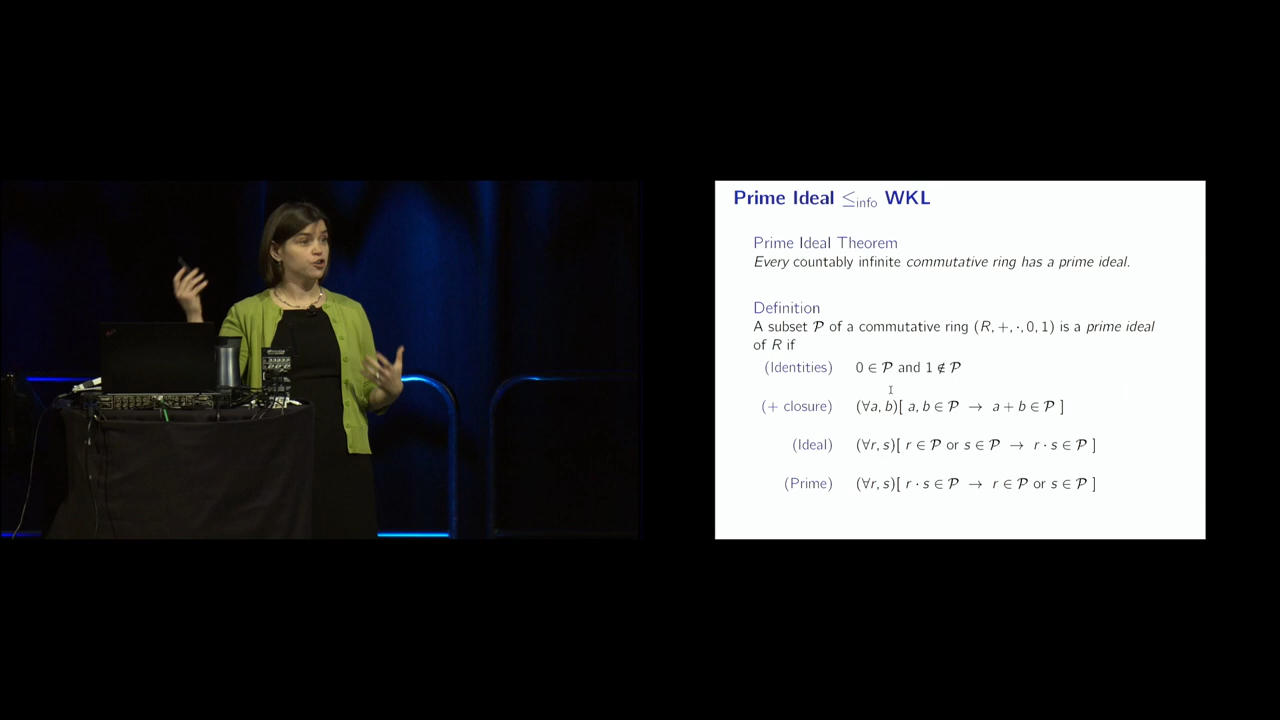 Prime Ideal ≤info WKL
Prime Ideal Theorem
Every countably infinite commutative ring has a prime ideal.
Definition
A subset 𝒫 of a commutative ring (R, +, ·, 0, 1) is a prime ideal
of R if
(Identities) 0 ∈ 𝒫 and 1 ∉ 𝒫
(+ closure) (∀a, b)[ a, b ∈ 𝒫 → a + b ∈ 𝒫 ]
(Ideal) (∀r, s)[ r ∈ 𝒫 or s ∈ 𝒫 → r · s ∈ 𝒫 ]
(Prime) (∀r, s)[ r · s ∈ 𝒫 → r ∈ 𝒫 or s ∈ 𝒫 ]